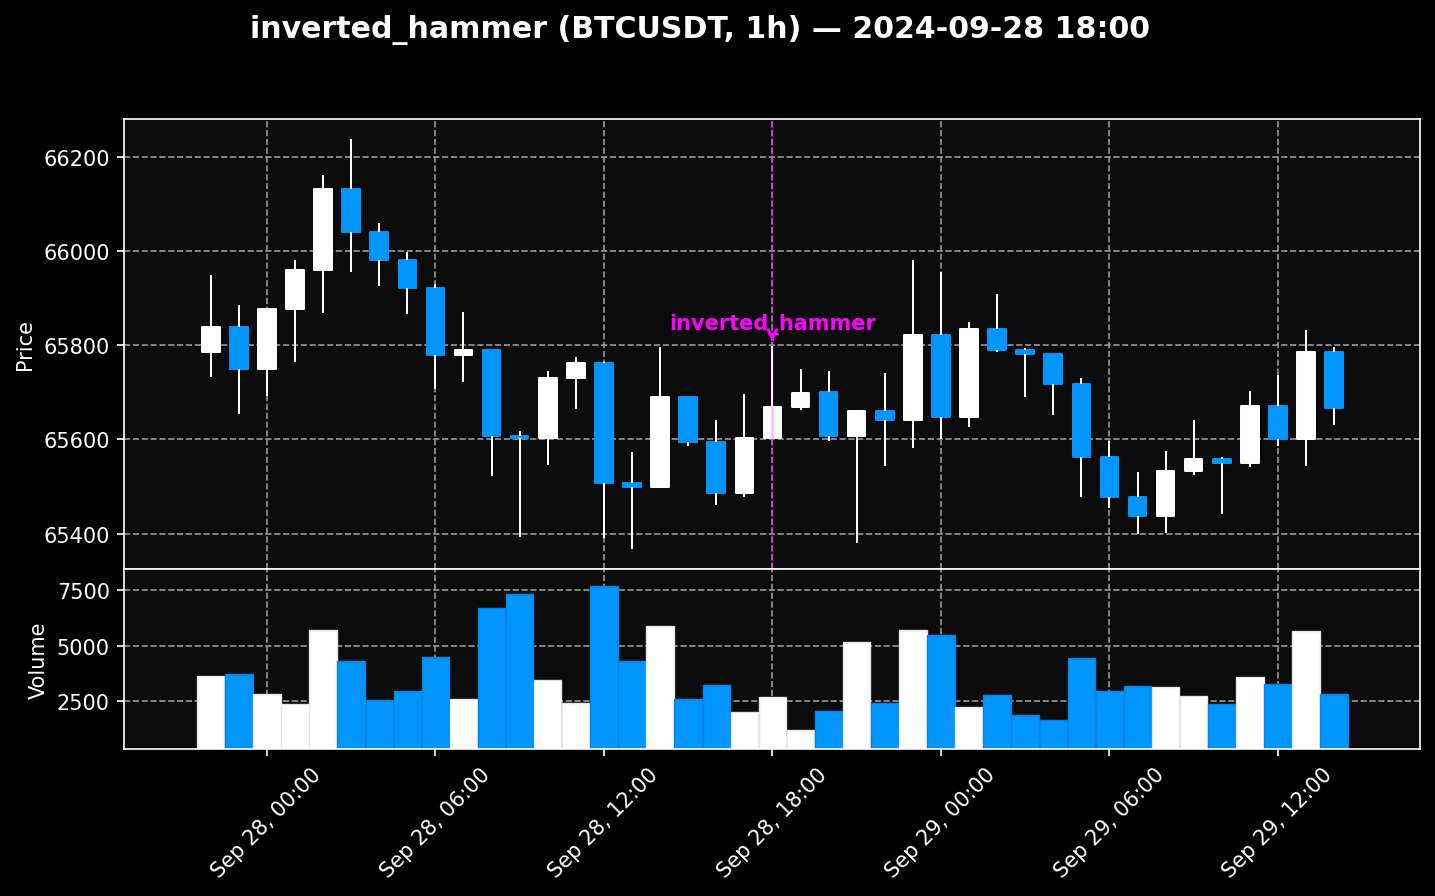 inverted_hammer (BTCUSDT, 1h) — 2024-09-28 18:00
66200
66000
65800
65600
65400
Price
inverted_hammer
7500
5000
2500
Volume
Sep 28, 00:00
Sep 28, 06:00
Sep 28, 12:00
Sep 28, 18:00
Sep 29, 00:00
Sep 29, 06:00
Sep 29, 12:00